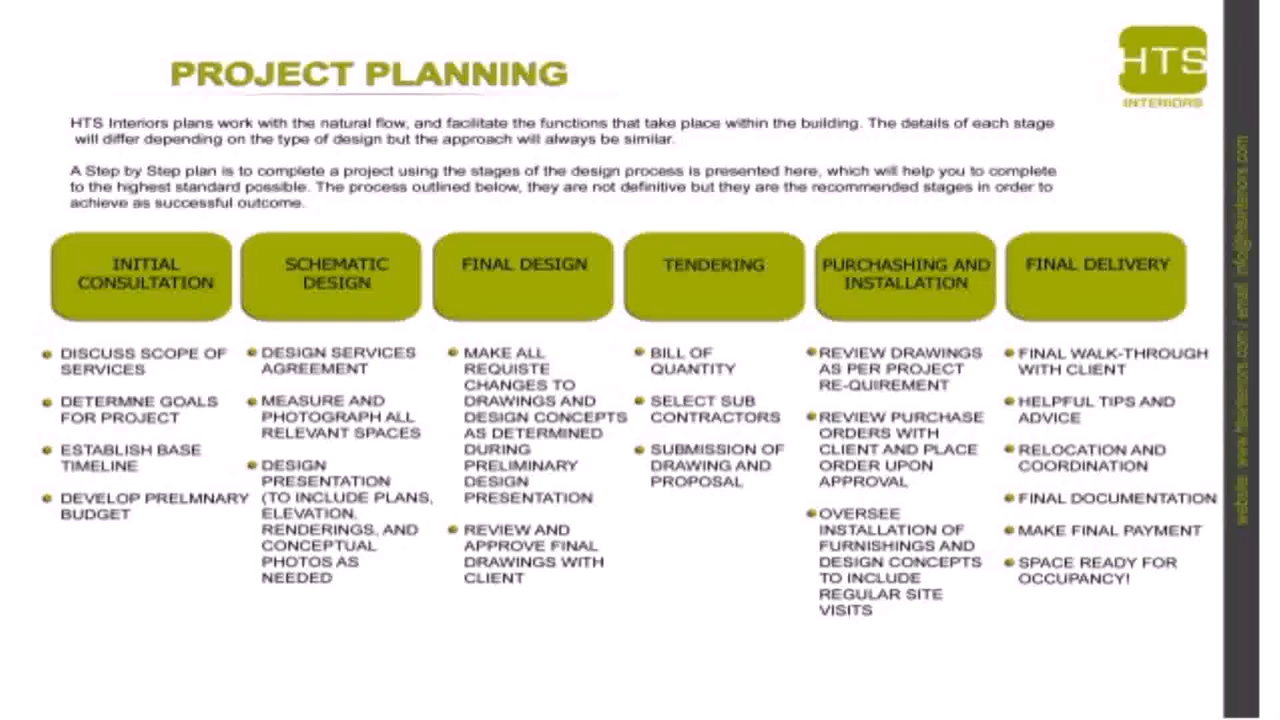 PROJECT PLANNING
HTS
INTERIORS
HTS Interiors plans work with the natural flow, and facilitate the functions that take place within the building. The details of each stage
will differ depending on the type of design but the approach will always be similar.
A Step by Step plan is to complete a project using the stages of the design process is presented here, which will help you to complete
to the highest standard possible. The process outlined below, they are not definitive but they are the recommended stages in order to
achieve as successful outcome.
INITIAL
CONSULTATION
DISCUSS SCOPE OF
SERVICES
DETERMNE GOALS
FOR PROJECT
ESTABLISH BASE
TIMELINE
DEVELOP PRELMNARY
BUDGET
SCHEMATIC
DESIGN
DESIGN SERVICES
AGREEMENT
MEASURE AND
PHOTOGRAPH ALL
RELEVANT SPACES
DESIGN
PRESENTATION
(TO INCLUDE PLANS,
ELEVATION,
RENDERINGS, AND
CONCEPTUAL
PHOTOS AS
NEEDED
FINAL DESIGN
MAKE ALL
REQUISTE
CHANGES TO
DRAWINGS AND
DESIGN CONCEPTS
AS DETERMINED
DURING
PRELIMINARY
DESIGN
PRESENTATION
REVIEW AND
APPROVE FINAL
DRAWINGS WITH
CLIENT
TENDERING
BILL OF
QUANTITY
SELECT SUB
CONTRACTORS
SUBMISSION OF
DRAWING AND
PROPOSAL
PURCHASHING AND
INSTALLATION
REVIEW DRAWINGS
AS PER PROJECT
RE-QUIREMENT
REVIEW PURCHASE
ORDERS WITH
CLIENT AND PLACE
ORDER UPON
APPROVAL
OVERSEE
INSTALLATION OF
FURNISHINGS AND
DESIGN CONCEPTS
TO INCLUDE
REGULAR SITE
VISITS
FINAL DELIVERY
FINAL WALK-THROUGH
WITH CLIENT
HELPFUL TIPS AND
ADVICE
RELOCATION AND
COORDINATION
FINAL DOCUMENTATION
MAKE FINAL PAYMENT
SPACE READY FOR
OCCUPANCY!
website: www.htsinteriors.com / email: info@htsinteriors.com